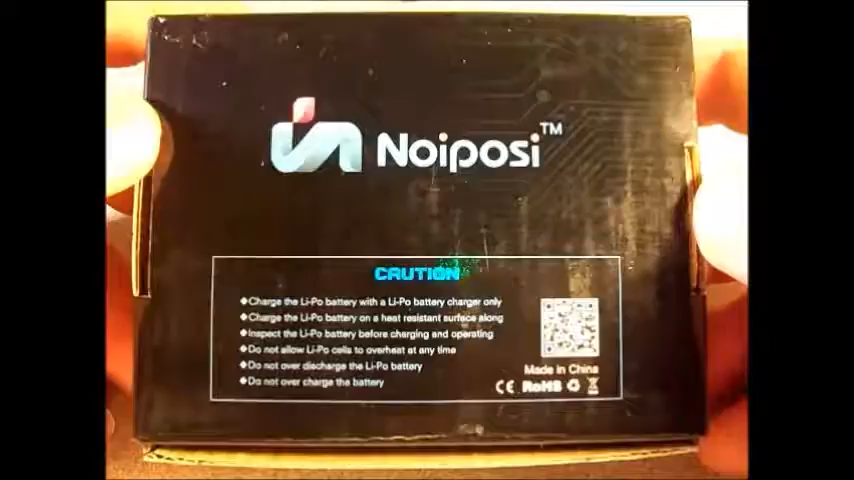 Noiposi™
CAUTION
◆Charge the Li-Po battery with a Li-Po battery charger only
◆Charge the Li-Po battery on a heat resistant surface along
◆Inspect the Li-Po battery before charging and operating
◆Do not allow Li-Po cells to overheat at any time
◆Do not over discharge the Li-Po battery
◆Do not over charge the battery
Made in China
CE RoHS